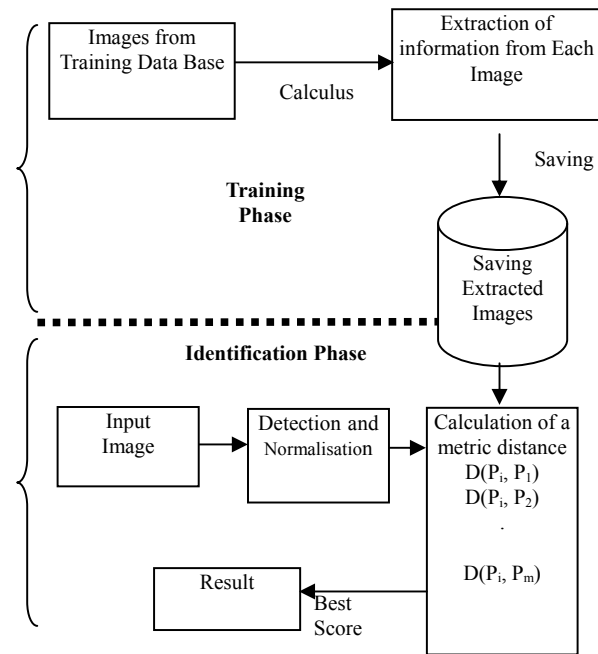 Images from
Training Data Base
Calculus
Extraction of
information from Each
Image
Saving
Training
Phase
Saving
Extracted
Images
Identification Phase
Input
Image
Detection and
Normalisation
Calculation of a
metric distance
D(Pᵢ, P₁)
D(Pᵢ, P₂)
.
D(Pᵢ, Pₘ)
Result
Best
Score